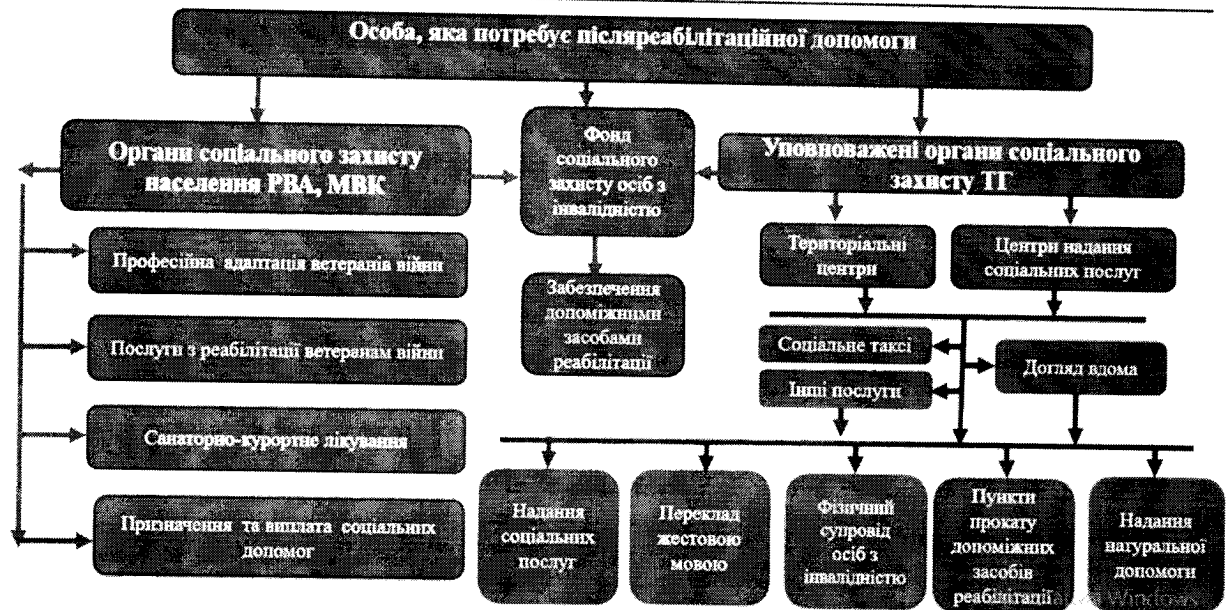 Особа, яка потребує післяреабілітаційної допомоги
Органи соціального захисту
населення РВА, МВК
Фонд
соціального
захисту осіб з
інвалідністю
Уповноважені органи соціального
захисту ТГ
Професійна адаптація ветеранів війни
Послуги з реабілітації ветеранам війни
Санаторно-курортне лікування
Призначення та виплата соціальних
допомог
Забезпечення
допоміжними
засобами
реабілітації
Територіальні
центри
Центри надання
соціальних послуг
Соціальне таксі
Інші послуги
Догляд вдома
Надання
соціальних
послуг
Переклад
жестовою
мовою
Фізичний
супровід
осіб з
інвалідністю
Пункти
прокату
допоміжних
засобів
реабілітації
Надання
натуральної
допомоги
Windows